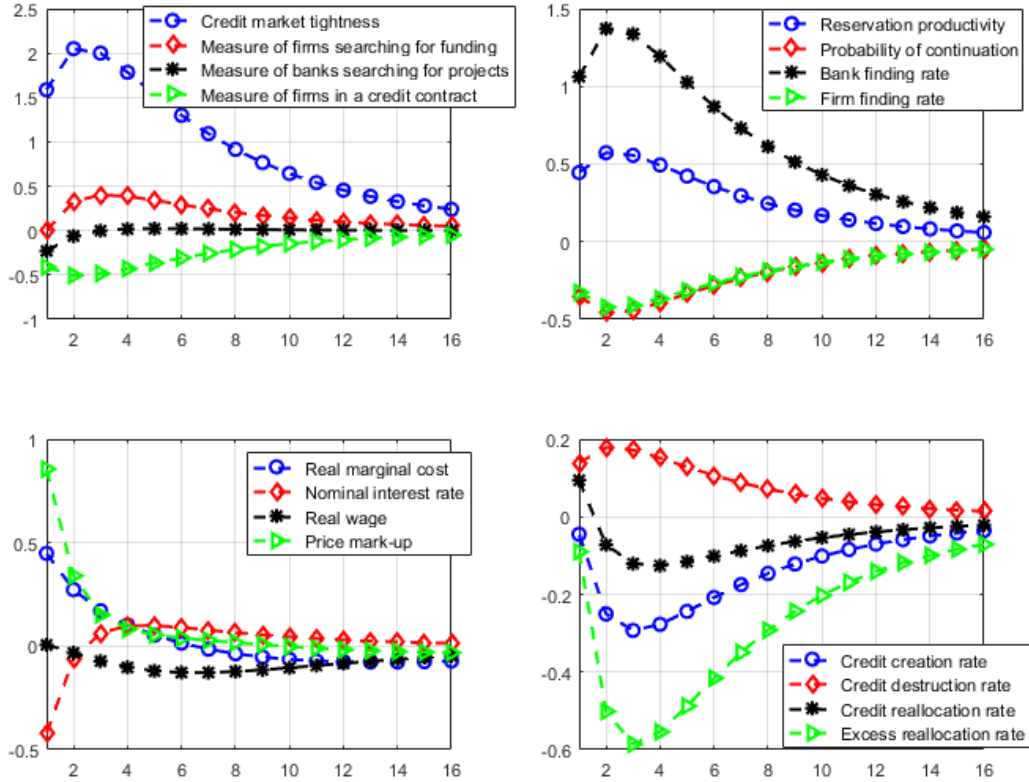 2.5
2
1.5
1
0.5
0
-0.5
-1
2 4 6 8 10 12 14 16
Credit market tightness
Measure of firms searching for funding
Measure of banks searching for projects
Measure of firms in a credit contract
1.5
1
0.5
0
-0.5
2 4 6 8 10 12 14 16
Reservation productivity
Probability of continuation
Bank finding rate
Firm finding rate
1
0.5
0
-0.5
2 4 6 8 10 12 14 16
Real marginal cost
Nominal interest rate
Real wage
Price mark-up
0.2
0
-0.2
-0.4
-0.6
2 4 6 8 10 12 14 16
Credit creation rate
Credit destruction rate
Credit reallocation rate
Excess reallocation rate